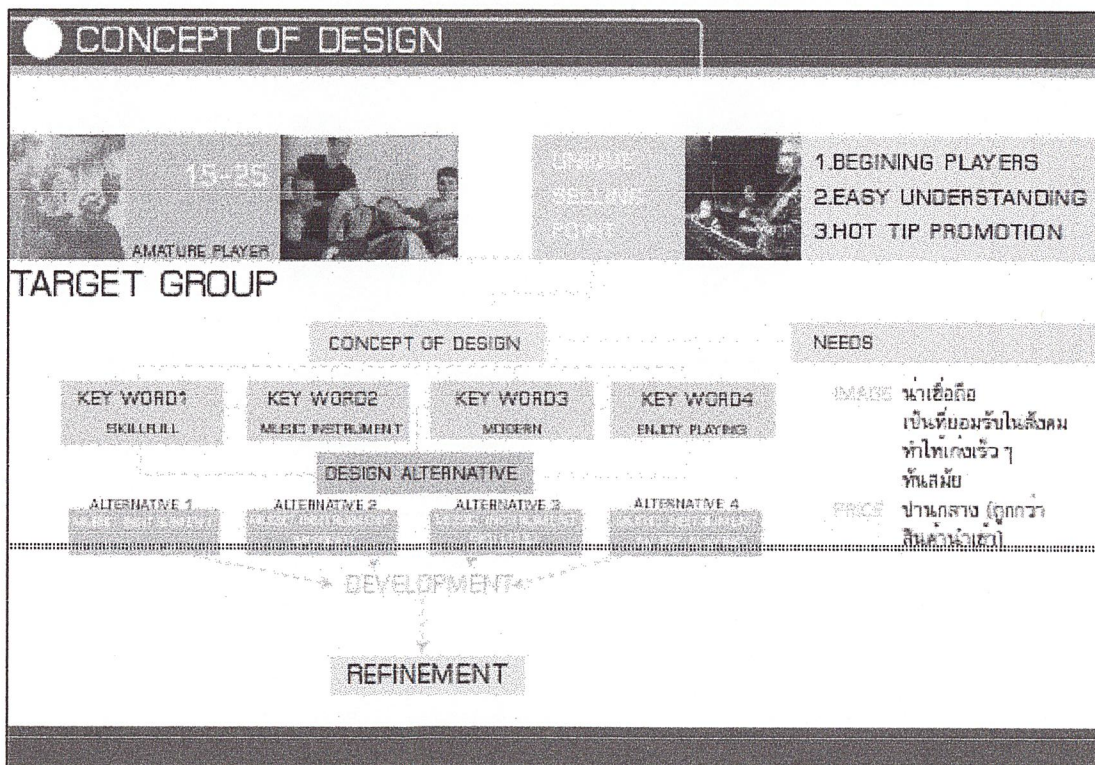 CONCEPT OF DESIGN
15-25
AMATURE PLAYER
UNIQUE
SELLING
POINT
1.BEGINING PLAYERS
2.EASY UNDERSTANDING
3.HOT TIP PROMOTION
TARGET GROUP
CONCEPT OF DESIGN
NEEDS
KEY WORD1
SKILLFULL
KEY WORD2
MUSIC INSTRUMENT
KEY WORD3
MODERN
KEY WORD4
ENJOY PLAYING
IMAGE น่าเชื่อถือ
เป็นที่ยอมรับในสังคม
ทำให้เก่งเร็ว ๆ
ทันสมัย
PRICE ปานกลาง (ถูกกว่า
สินค้านำเข้า)
DESIGN ALTERNATIVE
ALTERNATIVE 1
ALTERNATIVE 2
ALTERNATIVE 3
ALTERNATIVE 4
DEVELOPMENT
REFINEMENT